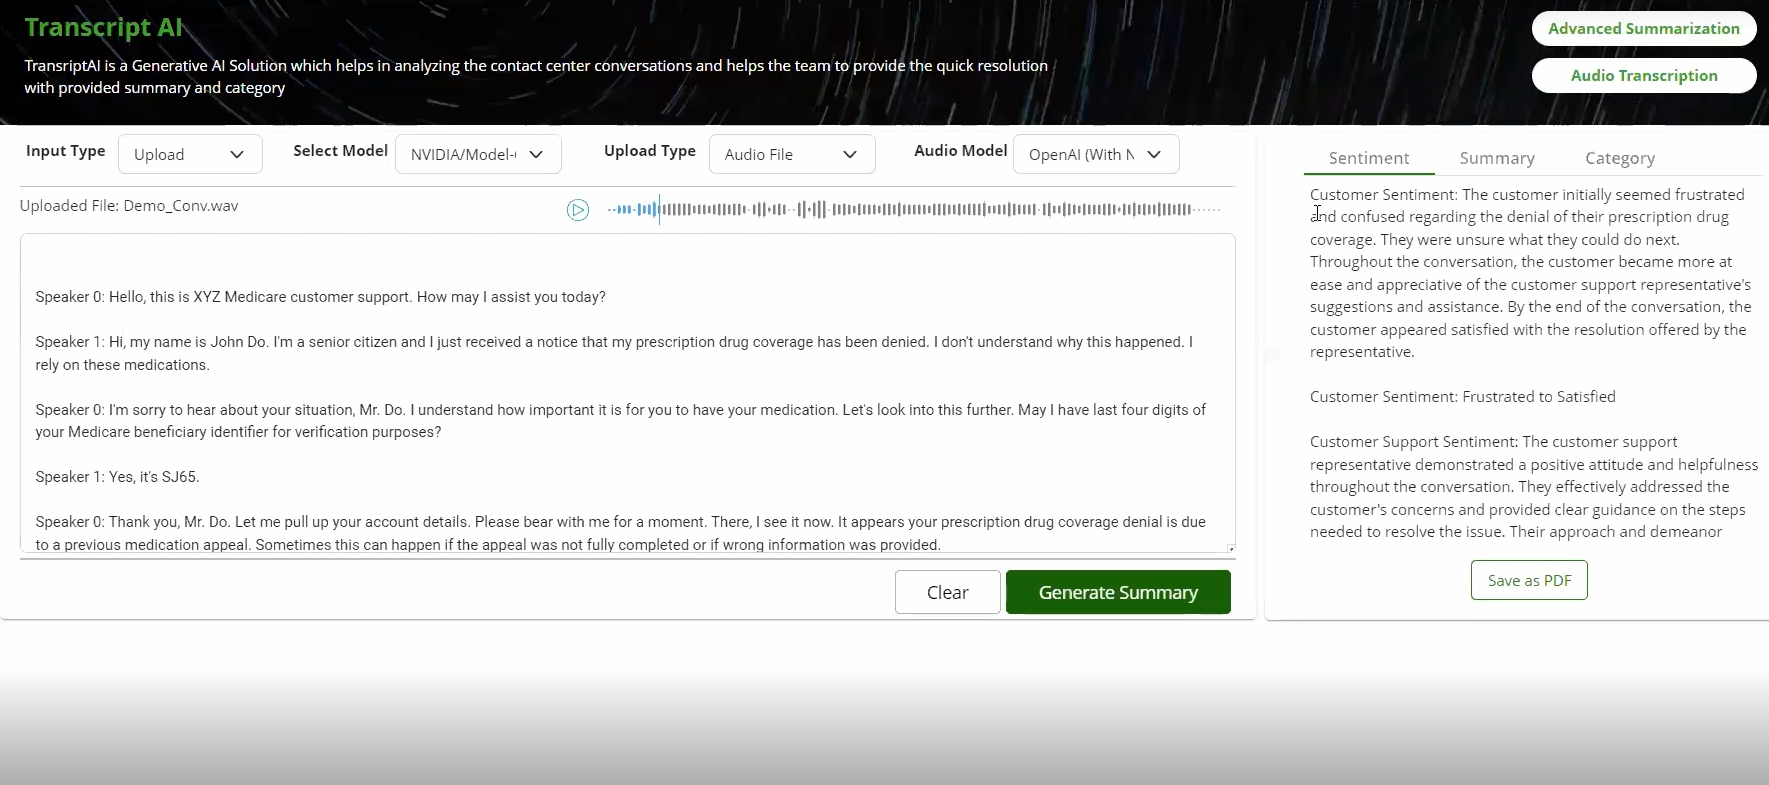 Transcript AI
TransriptAI is a Generative AI Solution which helps in analyzing the contact center conversations and helps the team to provide the quick resolution
with provided summary and category
Advanced Summarization
Audio Transcription
Input Type
Upload
Select Model
NVIDIA/Model-(
Upload Type
Audio File
Audio Model
OpenAI (With N
Uploaded File: Demo_Conv.wav
Speaker 0: Hello, this is XYZ Medicare customer support. How may I assist you today?
Speaker 1: Hi, my name is John Do. I'm a senior citizen and I just received a notice that my prescription drug coverage has been denied. I don't understand why this happened. I
rely on these medications.
Speaker 0: I'm sorry to hear about your situation, Mr. Do. I understand how important it is for you to have your medication. Let's look into this further. May I have last four digits of
your Medicare beneficiary identifier for verification purposes?
Speaker 1: Yes, it's SJ65.
Speaker 0: Thank you, Mr. Do. Let me pull up your account details. Please bear with me for a moment. There, I see it now. It appears your prescription drug coverage denial is due
to a previous medication appeal. Sometimes this can happen if the appeal was not fully completed or if wrong information was provided.
Clear
Generate Summary
Sentiment
Summary
Category
Customer Sentiment: The customer initially seemed frustrated
and confused regarding the denial of their prescription drug
coverage. They were unsure what they could do next.
Throughout the conversation, the customer became more at
ease and appreciative of the customer support representative's
suggestions and assistance. By the end of the conversation, the
customer appeared satisfied with the resolution offered by the
representative.
Customer Sentiment: Frustrated to Satisfied
Customer Support Sentiment: The customer support
representative demonstrated a positive attitude and helpfulness
throughout the conversation. They effectively addressed the
customer's concerns and provided clear guidance on the steps
needed to resolve the issue. Their approach and demeanor
Save as PDF